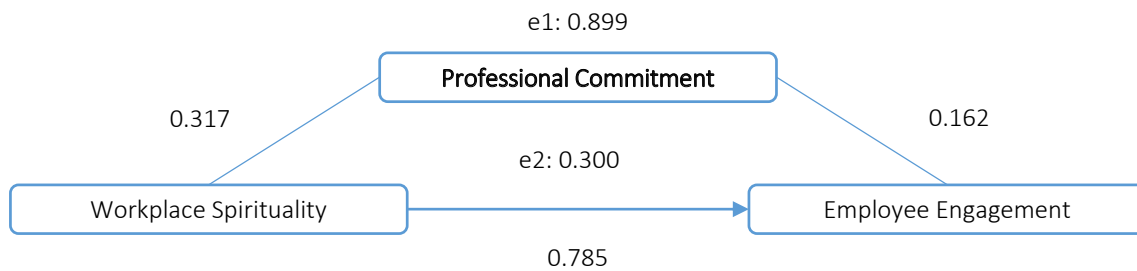 e1: 0.899
Professional Commitment
0.317
0.162
e2: 0.300
Workplace Spirituality
Employee Engagement
0.785